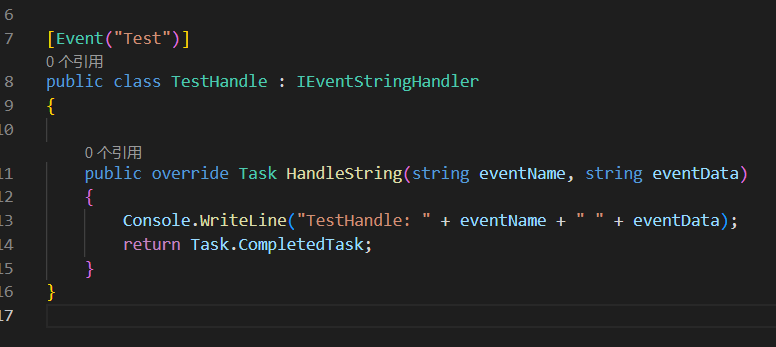 6
7 [Event("Test")]
0 个引用
8 public class TestHandle : IEventStringHandler
9 {
10
0 个引用
11 public override Task HandleString(string eventName, string eventData)
12 {
13 Console.WriteLine("TestHandle: " + eventName + " " + eventData);
14 return Task.CompletedTask;
15 }
16 }
17